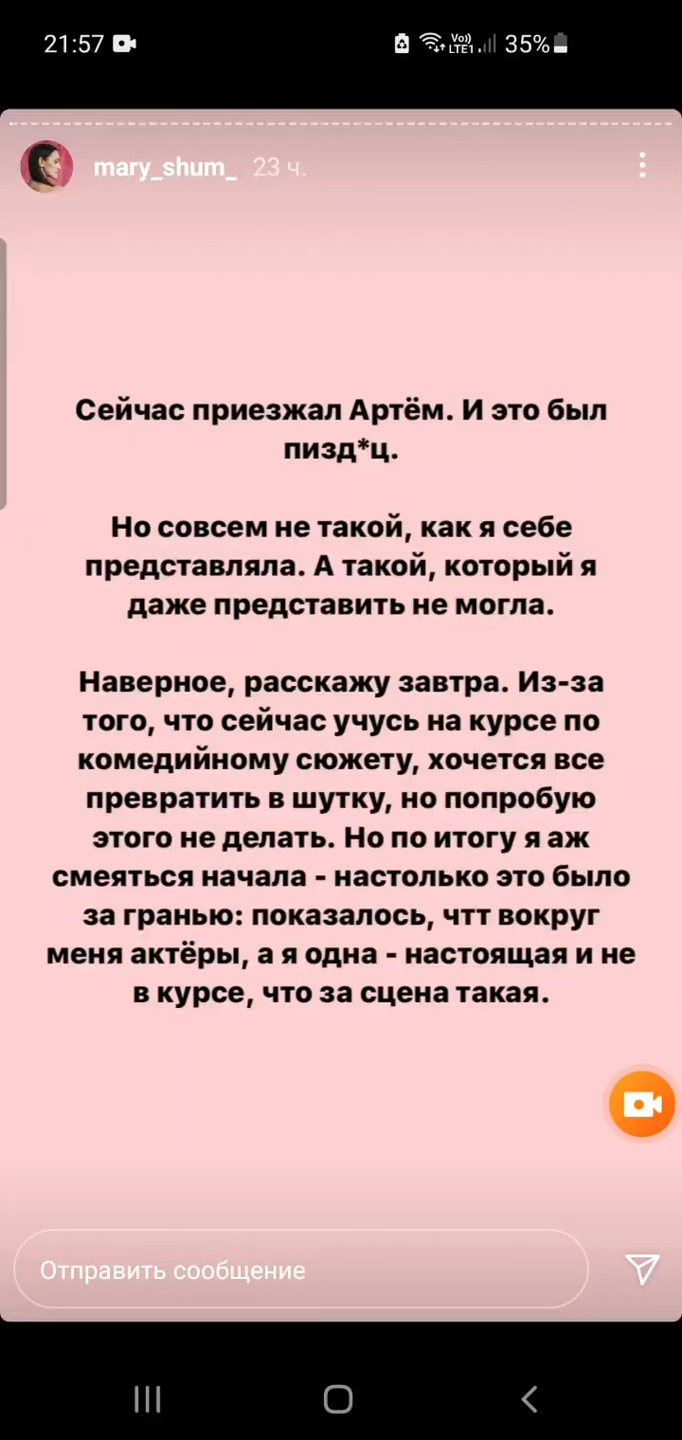 21:57
Vo))
LTE1
35%
mary_shum_ 23 ч.
Сейчас приезжал Артём. И это был
пизд*ц.
Но совсем не такой, как я себе
представляла. А такой, который я
даже представить не могла.
Наверное, расскажу завтра. Из-за
того, что сейчас учусь на курсе по
комедийному сюжету, хочется все
превратить в шутку, но попробую
этого не делать. Но по итогу я аж
смеяться начала - настолько это было
за гранью: показалось, чтт вокруг
меня актёры, а я одна - настоящая и не
в курсе, что за сцена такая.
Отправить сообщение